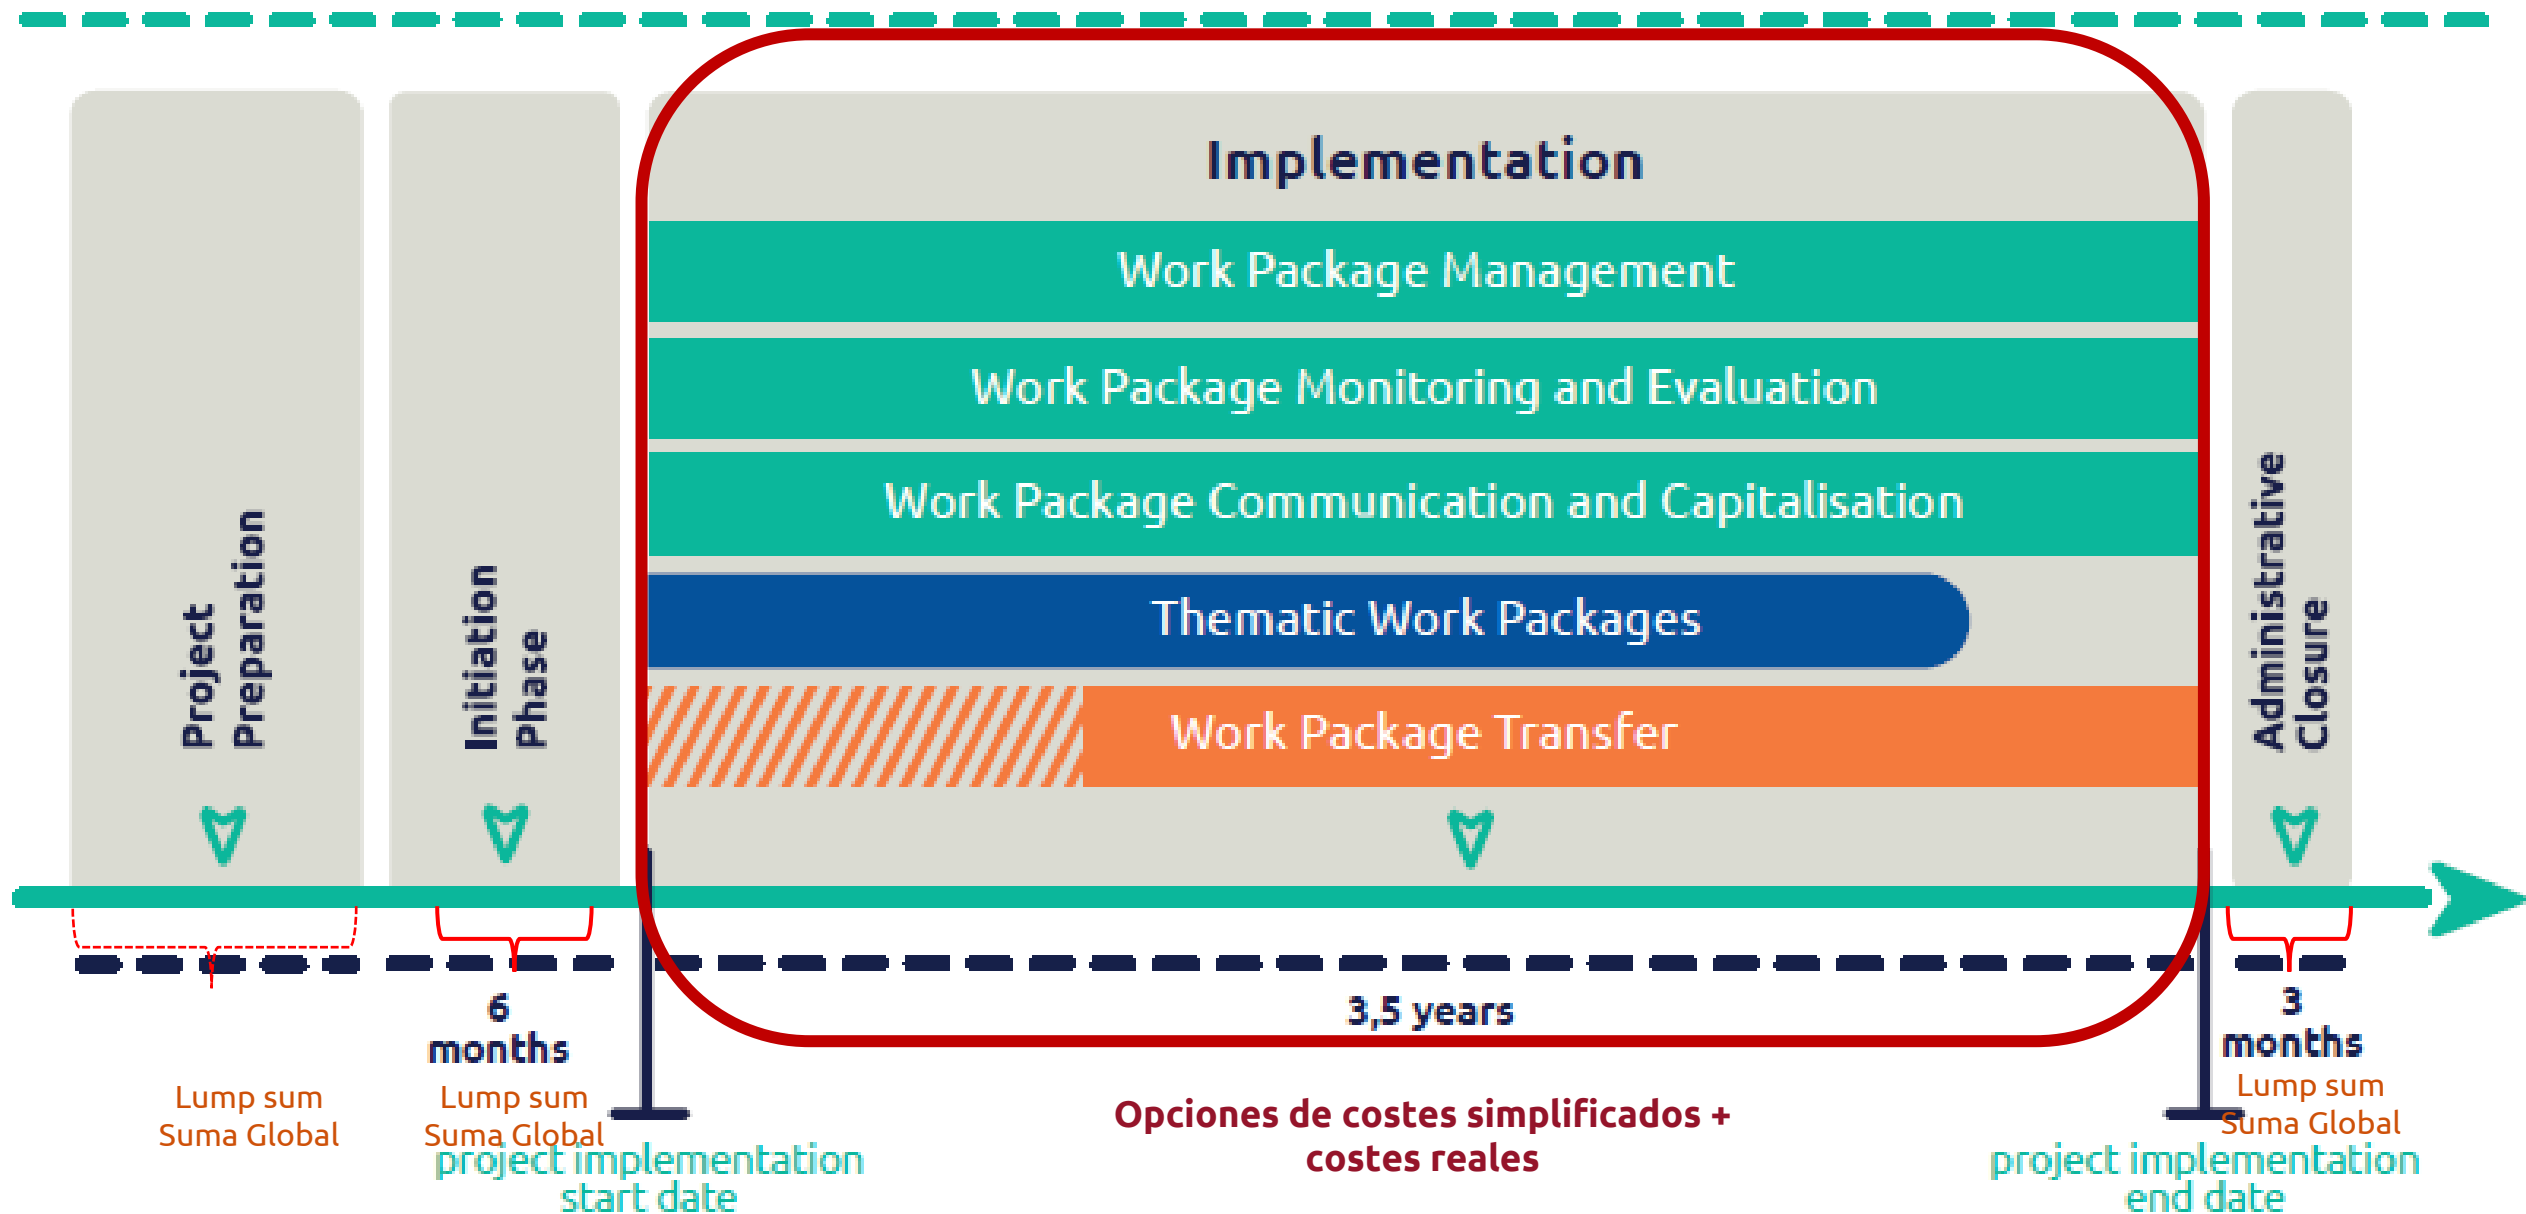 Implementation
Work Package Management
Work Package Monitoring and Evaluation
Work Package Communication and Capitalisation
Thematic Work Packages
Work Package Transfer
Project
Preparation
Initiation
Phase
Administrative
Closure
6
months
3,5 years
3
months
Lump sum
Suma Global
Lump sum
Suma Global
Opciones de costes simplificados +
costes reales
Lump sum
Suma Global
project implementation
start date
project implementation
end date